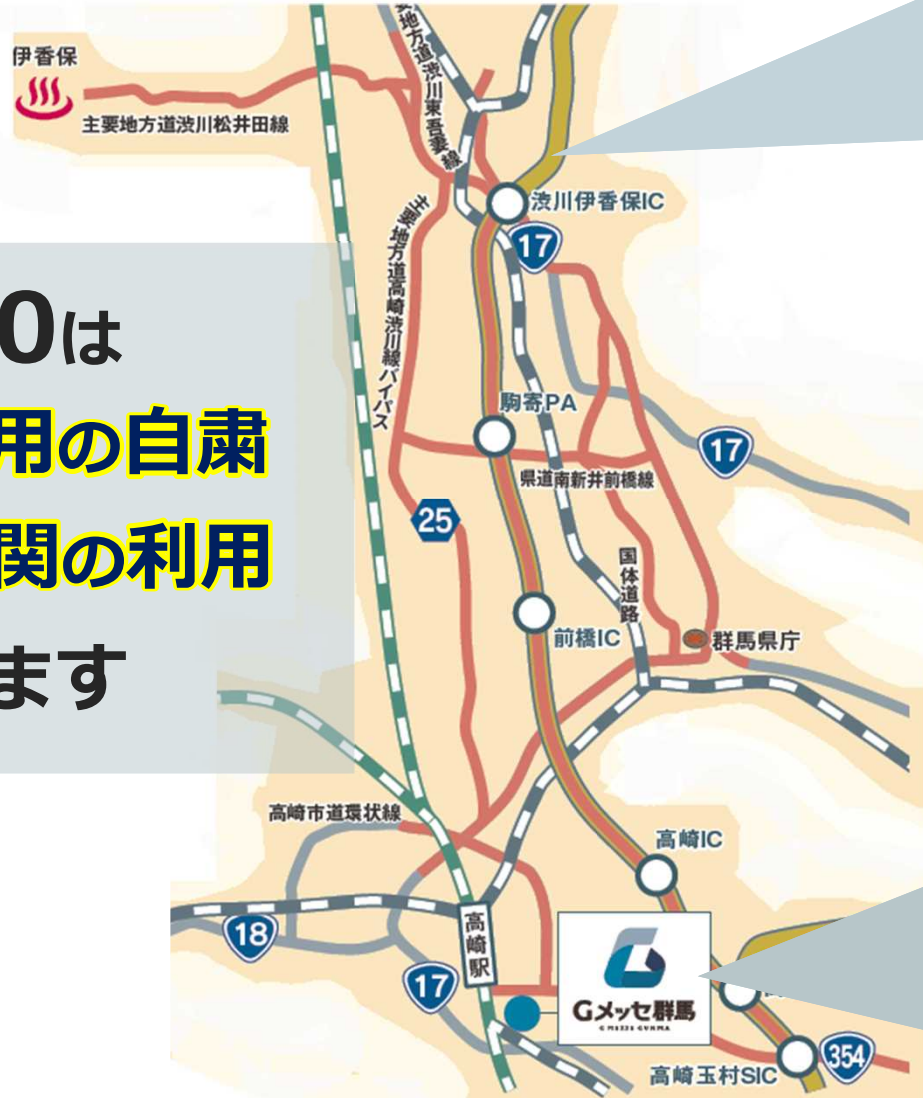 伊香保
主要地方道渋川松井田線
要地方道渋川東吾妻線
渋川伊香保IC
17
主要地方道高崎渋川線バイパス
0は
用の自粛
関の利用
ます
駒寄PA
17
県道南新井前橋線
25
国体道路
前橋IC
群馬県庁
高崎市道環状線
高崎IC
18
高崎駅
17
Gメッセ群馬
G MESSE GUNMA
354
高崎玉村SIC